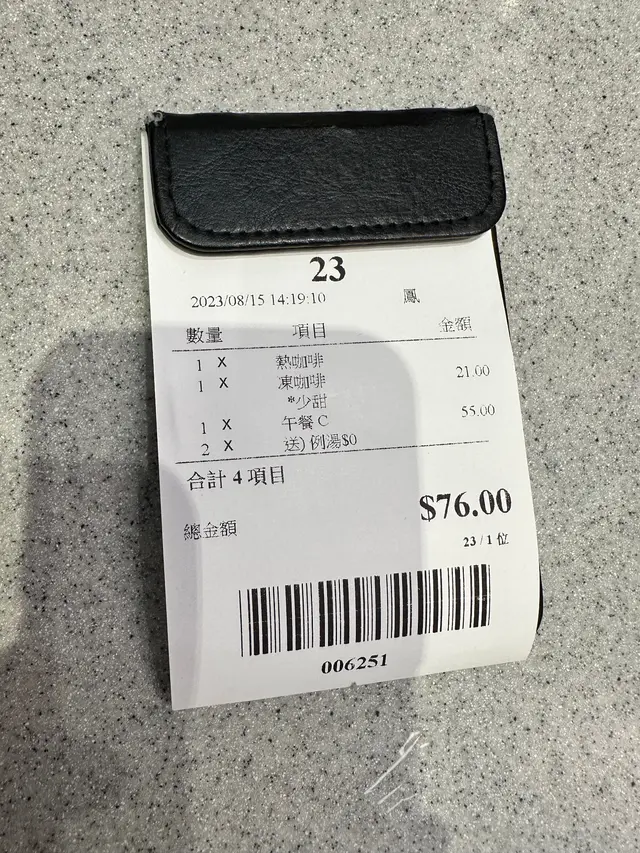 23
2023/08/15 14:19:10 鳳
數量 項目 金額
1 X 熱咖啡
1 X 凍咖啡 21.00
*少甜
1 X 午餐 C 55.00
2 X 送) 例湯$0
合計 4 項目
總金額 $76.00
23 / 1 位
006251